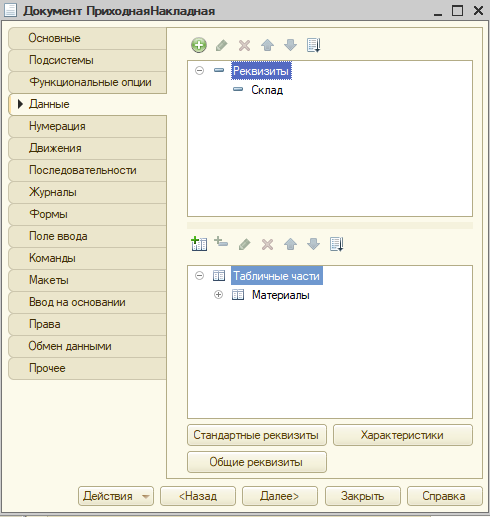 Документ ПриходнаяНакладная
Основные
Подсистемы
Функциональные опции
Данные
Нумерация
Движения
Последовательности
Журналы
Формы
Поле ввода
Команды
Макеты
Ввод на основании
Права
Обмен данными
Прочее
Реквизиты
Склад
Табличные части
Материалы
Стандартные реквизиты
Характеристики
Общие реквизиты
Действия
<Назад
Далее>
Закрыть
Справка